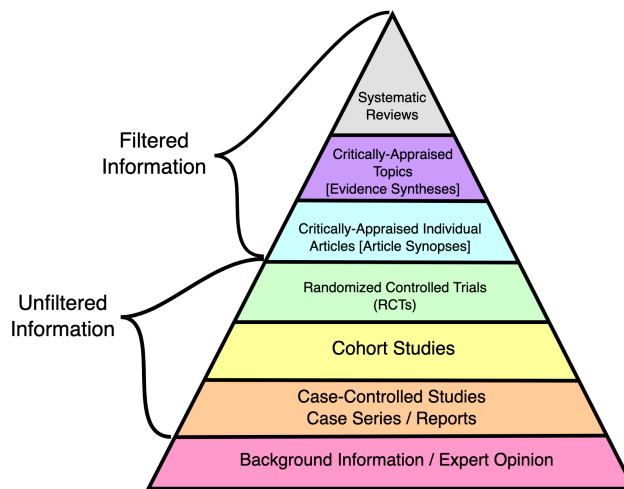 Systematic
Reviews
Filtered
Information
Critically-Appraised
Topics
[Evidence Syntheses]
Critically-Appraised Individual
Articles [Article Synopses]
Unfiltered
Information
Randomized Controlled Trials
(RCTs)
Cohort Studies
Case-Controlled Studies
Case Series / Reports
Background Information / Expert Opinion